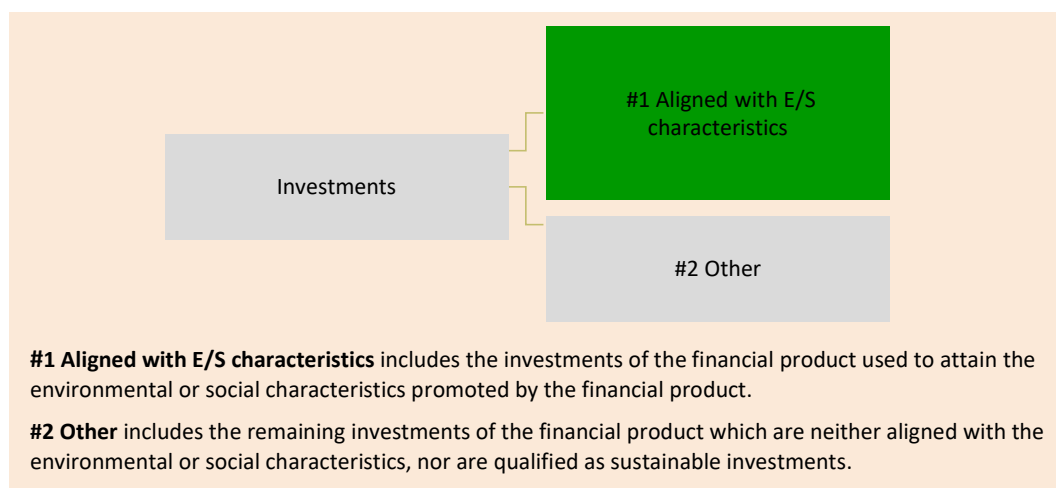 #1 Aligned with E/S
characteristics
Investments
#2 Other
#1 Aligned with E/S characteristics includes the investments of the financial product used to attain the
environmental or social characteristics promoted by the financial product.
#2 Other includes the remaining investments of the financial product which are neither aligned with the
environmental or social characteristics, nor are qualified as sustainable investments.